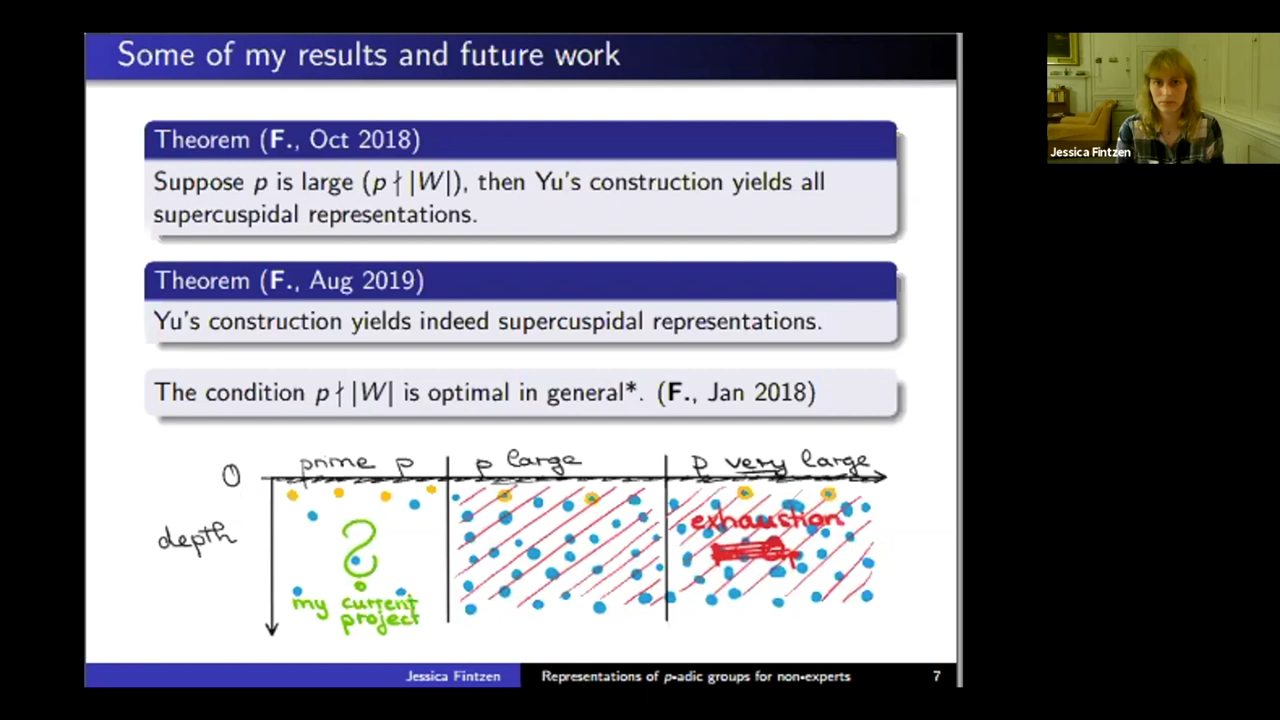 Some of my results and future work
Theorem (F., Oct 2018)
Suppose p is large (p ∤ |W|), then Yu's construction yields all
supercuspidal representations.
Theorem (F., Aug 2019)
Yu's construction yields indeed supercuspidal representations.
The condition p ∤ |W| is optimal in general*. (F., Jan 2018)
0 prime p p large p very large
depth
exhaustion
?
my current
project
Jessica Fintzen Representations of p-adic groups for non-experts 7
Jessica Fintzen